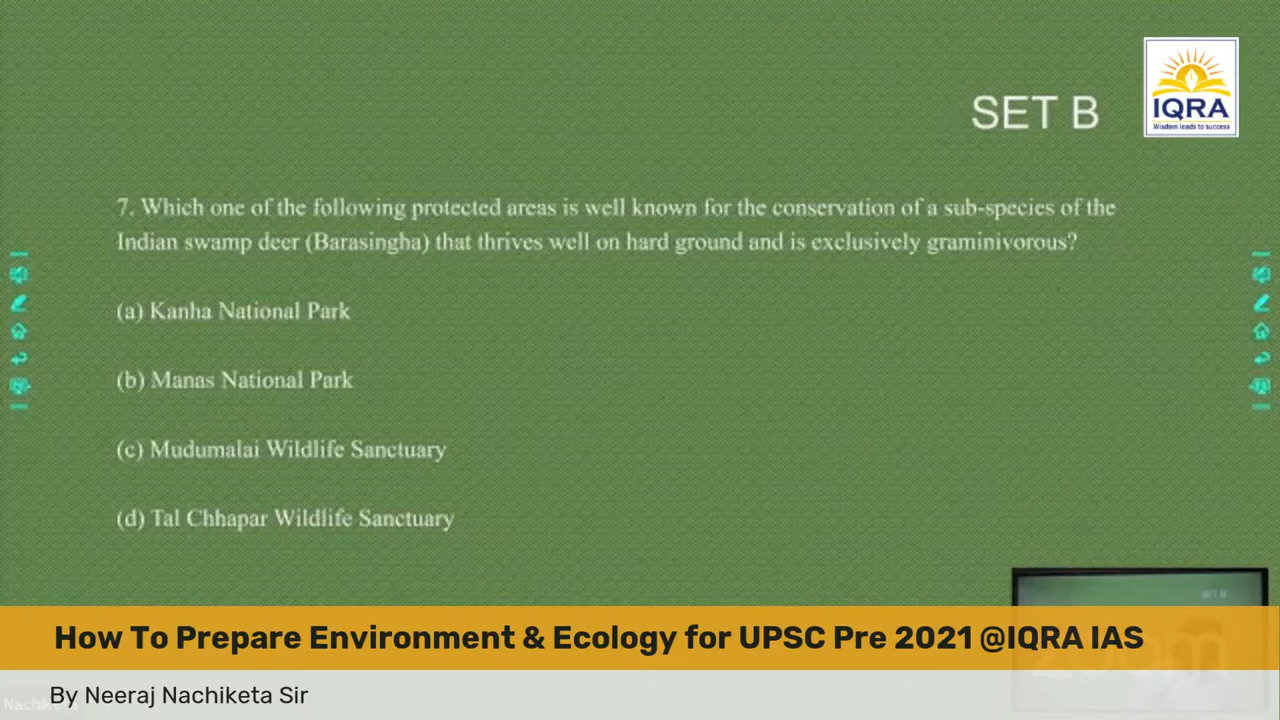 SET B
IQRA
Wisdom leads to success
7. Which one of the following protected areas is well known for the conservation of a sub-species of the
Indian swamp deer (Barasingha) that thrives well on hard ground and is exclusively graminivorous?
(a) Kanha National Park
(b) Manas National Park
(c) Mudumalai Wildlife Sanctuary
(d) Tal Chhapar Wildlife Sanctuary
SET B
How To Prepare Environment & Ecology for UPSC Pre 2021 @IQRA IAS
zoom
By Neeraj Nachiketa Sir